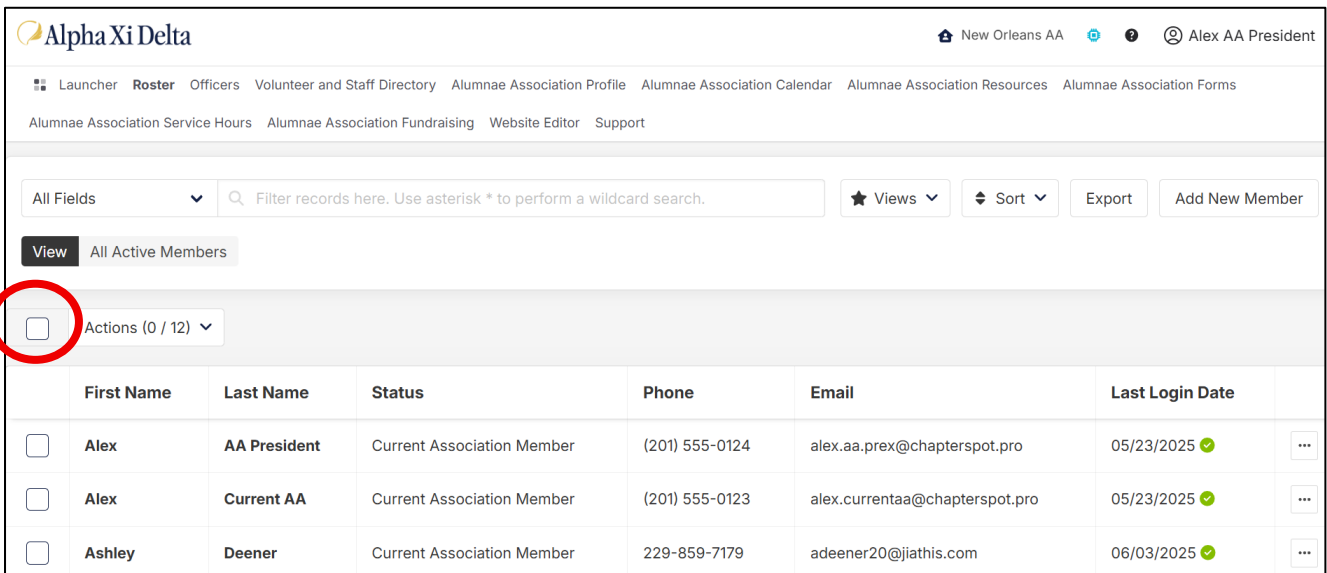 Alpha Xi Delta
New Orleans AA ? Alex AA President
Launcher Roster Officers Volunteer and Staff Directory Alumnae Association Profile Alumnae Association Calendar Alumnae Association Resources Alumnae Association Forms
Alumnae Association Service Hours Alumnae Association Fundraising Website Editor Support
All Fields Filter records here. Use asterisk * to perform a wildcard search. Views Sort Export Add New Member
View All Active Members
Actions (0 / 12)
First Name Last Name Status Phone Email Last Login Date
Alex AA President Current Association Member (201) 555-0124 alex.aa.prex@chapterspot.pro 05/23/2025
Alex Current AA Current Association Member (201) 555-0123 alex.currentaa@chapterspot.pro 05/23/2025
Ashley Deener Current Association Member 229-859-7179 adeener20@jiathis.com 06/03/2025